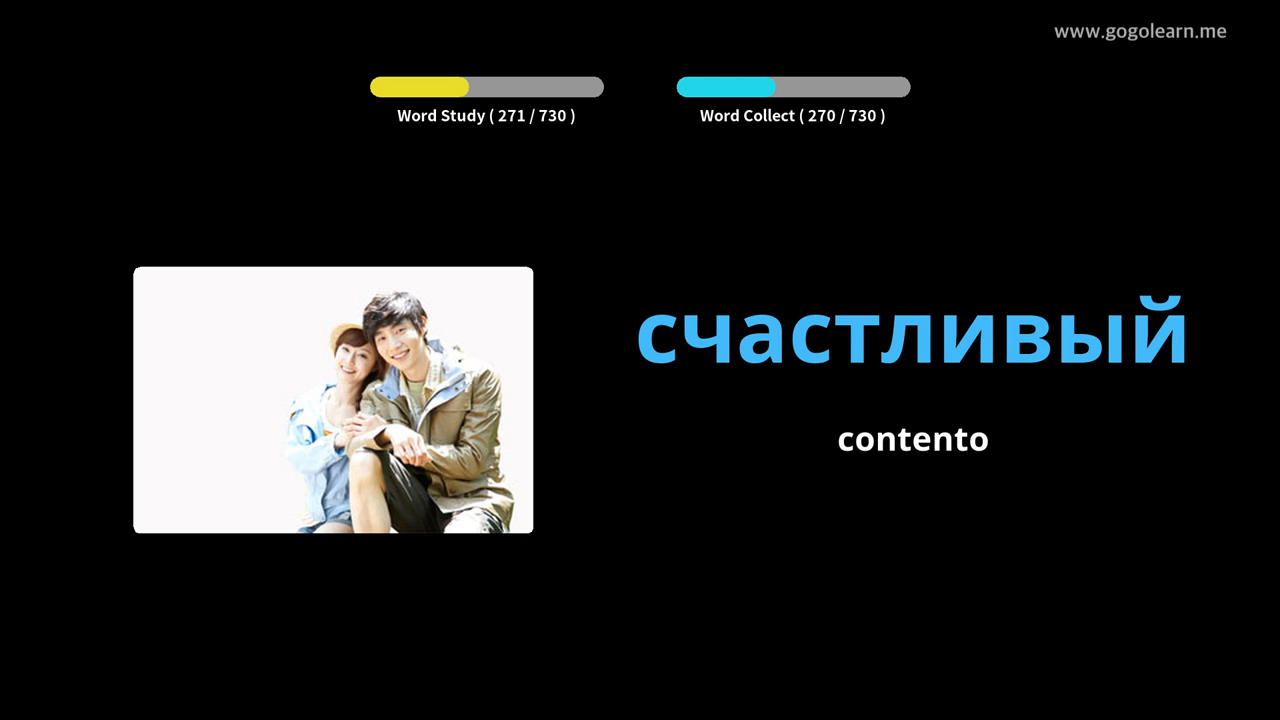 www.gogolearn.me
Word Study ( 271 / 730 )
Word Collect ( 270 / 730 )
счастливый
contento